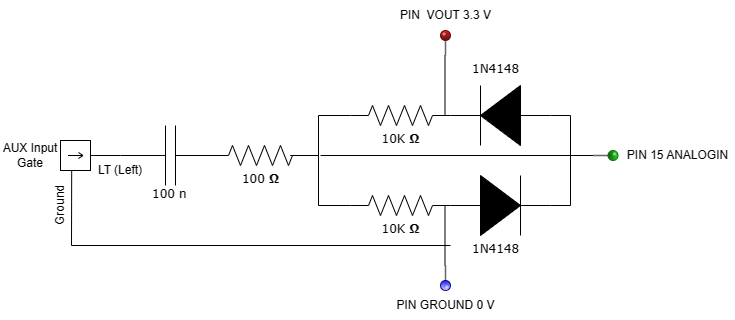 PIN VOUT 3.3 V
1N4148
10K Ω
AUX Input
Gate
LT (Left)
PIN 15 ANALOGIN
100 Ω
100 n
Ground
10K Ω
1N4148
PIN GROUND 0 V